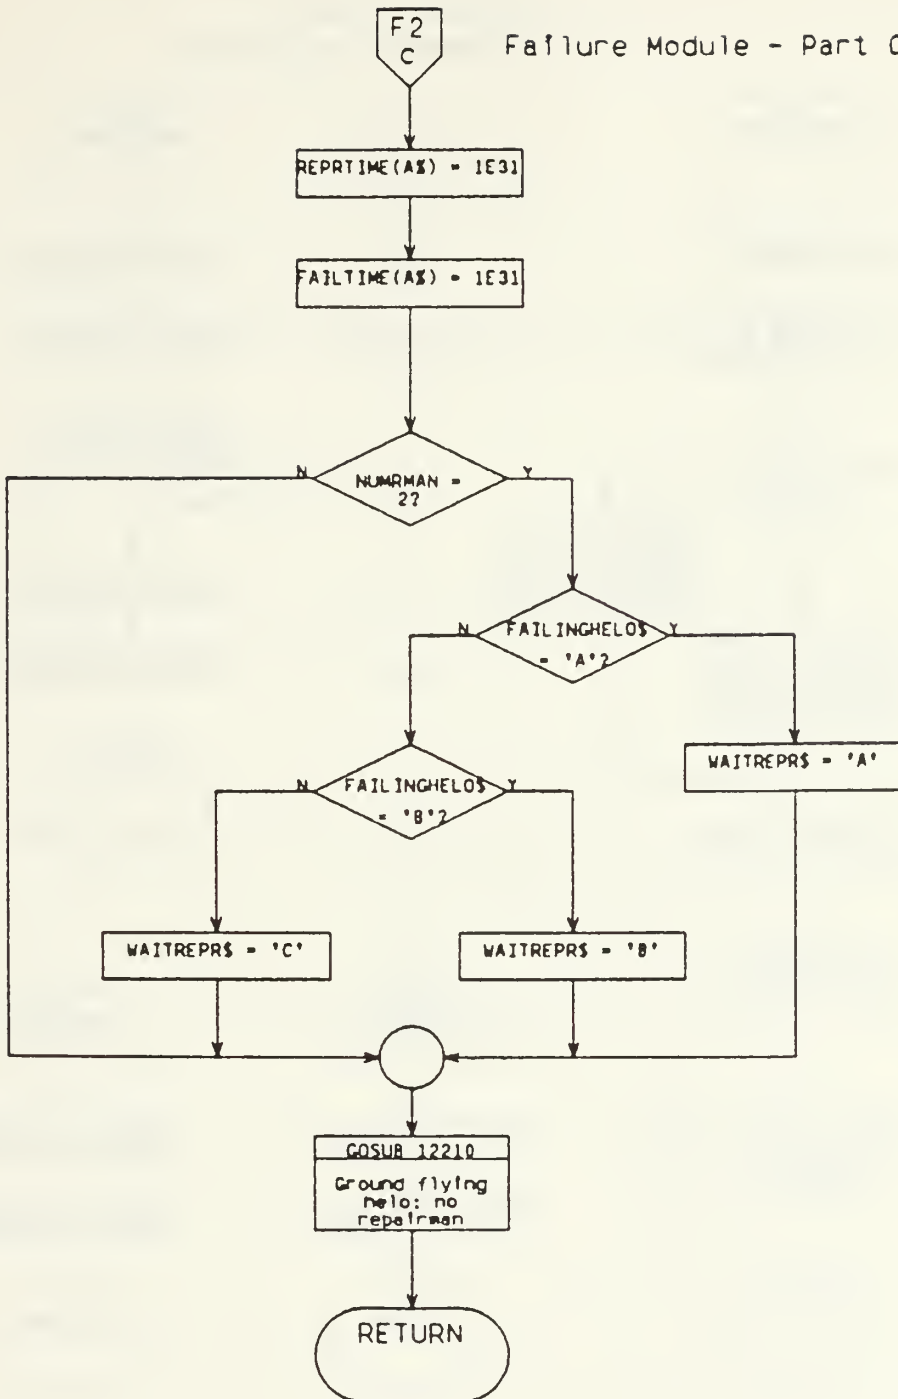 F2
C
Failure Module - Part C
REPRTIME(A%) = 1E31
FAILTIME(A%) = 1E31
N
Y
NUMRMAN =
2?
N
FAILINGHELO$
Y
= 'A'?
WAITREPR$ = 'A'
N
FAILINGHELO$
Y
= 'B'?
WAITREPR$ = 'C'
WAITREPR$ = 'B'
GOSUB 12210
Ground flying
helo: no
repairman
RETURN